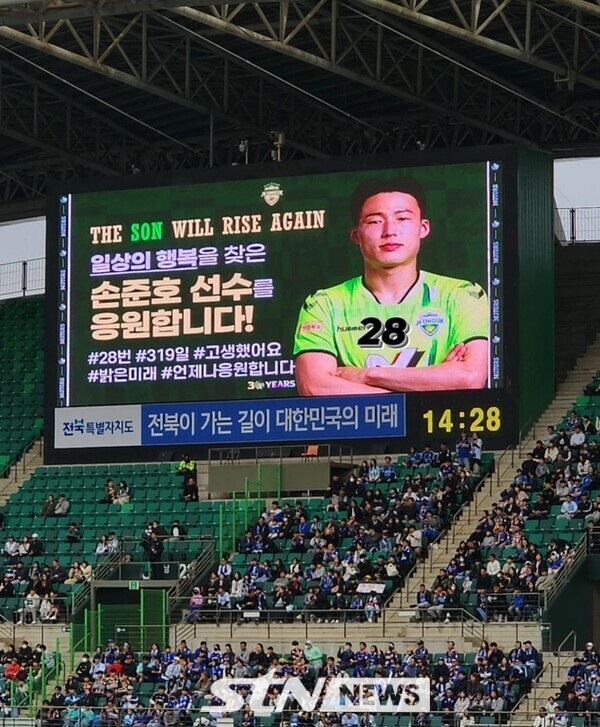 THE SON WILL RISE AGAIN
일상의 행복을 찾은
손준호 선수를
응원합니다!
#28번 #319일 #고생했어요
#밝은미래 #언제나응원합니다
30 YEARS
hummel
28
JEONBUK
MOTORS
전북특별자치도
전북이 가는 길이 대한민국의 미래
14:28
STN NEWS